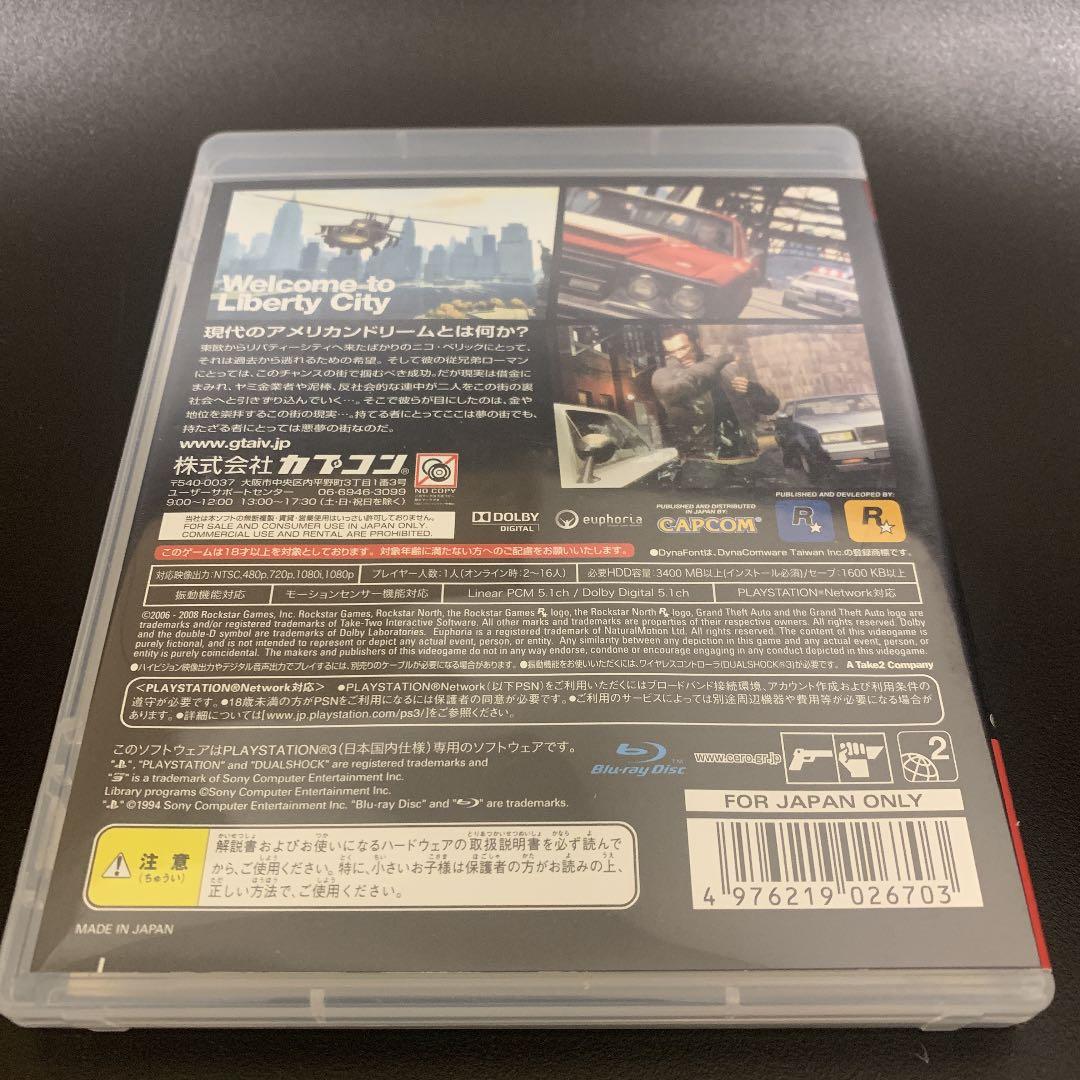 Welcome to
Liberty City
現代のアメリカンドリームとは何か?
東欧からリバティーシティへ来たばかりのニコ・ベリックにとって、
それは過去から逃れるための希望。そして彼の従兄弟ローマン
にとっては、このチャンスの街で掴むべき成功。だが現実は借金に
まみれ、ヤミ金業者や泥棒、反社会的な連中が二人をこの街の裏
社会へと引きずり込んでいく…。そこで彼らが目にしたのは、金や
地位を崇拝するこの街の現実…。持てる者にとってここは夢の街でも、
持たざる者にとっては悪夢の街なのだ。
www.gtaiv.jp
株式会社 カプコン®
〒540-0037 大阪市中央区内平野町3丁目1番3号
ユーザーサポートセンター 06-6946-3099
9:00~12:00 13:00~17:30 (土・日・祝日を除く)
NO COPY
当社は本ソフトの無断複製・賃貸・営業使用はいっさい許可しておりません。
FOR SALE AND CONSUMER USE IN JAPAN ONLY.
COMMERCIAL USE AND RENTAL ARE PROHIBITED.
DOLBY
DIGITAL
euphoria
PUBLISHED AND DISTRIBUTED
IN JAPAN BY:
CAPCOM®
PUBLISHED AND DEVLEOPED BY:
R
R
このゲームは18才以上を対象としております。対象年齢に満たない方へのご配慮をお願いいたします。
●DynaFontは、DynaComware Taiwan Inc.の登録商標です。
対応映像出力:NTSC,480p,720p,1080i,1080p プレイヤー人数:1人(オンライン時:2~16人) 必要HDD容量:3400 MB以上(インストール必須)/セーブ:1600 KB以上
振動機能対応 モーションセンサー機能対応 Linear PCM 5.1ch / Dolby Digital 5.1ch PLAYSTATION®Network対応
©2006 - 2008 Rockstar Games, Inc. Rockstar Games, Rockstar North, the Rockstar Games R logo, the Rockstar North R logo, Grand Theft Auto and the Grand Theft Auto logo are
trademarks and/or registered trademarks of Take-Two Interactive Software. All other marks and trademarks are properties of their respective owners. All rights reserved. Dolby
and the double-D symbol are trademarks of Dolby Laboratories. Euphoria is a registered trademark of NaturalMotion Ltd. All rights reserved. The content of this videogame is
purely fictional, and is not intended to represent or depict any actual event, person, or entity. Any similarity between any depiction in this game and any actual event, person, or
entity is purely coincidental. The makers and publishers of this videogame do not in any way endorse, condone or encourage engaging in any conduct depicted in this videogame.
●ハイビジョン映像出力やデジタル音声出力でプレイするには、別売りのケーブルが必要になる場合があります。●振動機能をお使いいただくには、ワイヤレスコントローラ(DUALSHOCK®3)が必要です。 A Take2 Company
<PLAYSTATION®Network対応> ●PLAYSTATION®Network(以下PSN)をご利用いただくにはブロードバンド接続環境、アカウント作成および利用条件の
遵守が必要です。●18歳未満の方がPSNをご利用になるには保護者の同意が必要です。●ご利用のサービスによっては別途周辺機器や費用等が必要になる場合が
あります。●詳細については[www.jp.playstation.com/ps3/]をご参照ください。
このソフトウェアはPLAYSTATION®3(日本国内仕様)専用のソフトウェアです。
" ", "PLAYSTATION" and "DUALSHOCK" are registered trademarks and
" " is a trademark of Sony Computer Entertainment Inc.
Library programs ©Sony Computer Entertainment Inc.
" " ©1994 Sony Computer Entertainment Inc. "Blu-ray Disc" and " " are trademarks.
Blu-ray Disc™
www.cero.gr.jp
2
FOR JAPAN ONLY
注意
(ちゅうい)
解説書およびお使いになるハードウェアの取扱説明書を必ず読んで
から、ご使用ください。特に、小さいお子様は保護者の方がお読みの上、
正しい方法で、ご使用ください。
4 976219 026703
MADE IN JAPAN